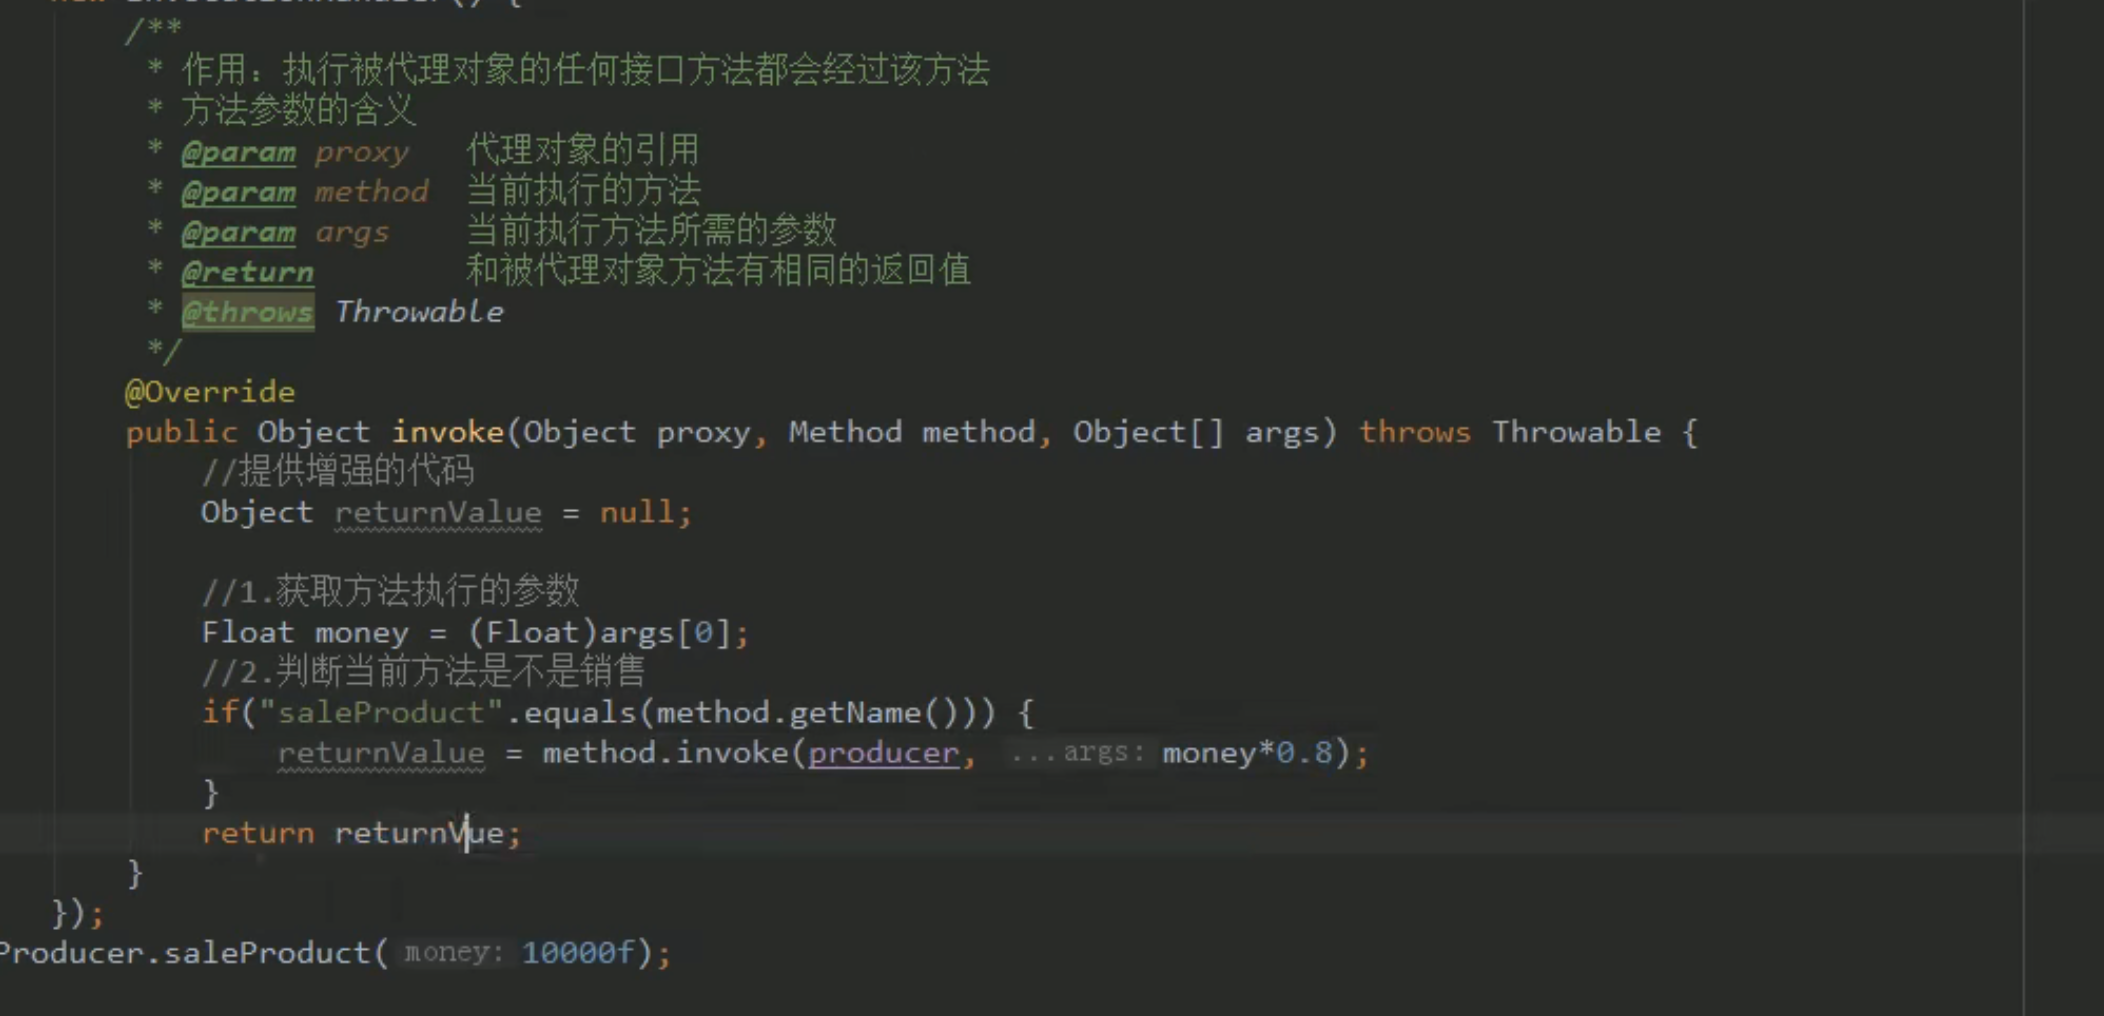 /**
* 作用：执行被代理对象的任何接口方法都会经过该方法
* 方法参数的含义
* @param proxy 代理对象的引用
* @param method 当前执行的方法
* @param args 当前执行方法所需的参数
* @return 和被代理对象方法有相同的返回值
* @throws Throwable
*/
@Override
public Object invoke(Object proxy, Method method, Object[] args) throws Throwable {
//提供增强的代码
Object returnValue = null;
//1.获取方法执行的参数
Float money = (Float)args[0];
//2.判断当前方法是不是销售
if("saleProduct".equals(method.getName())) {
returnValue = method.invoke(producer, ...args: money*0.8);
}
return returnVue;
}
});
Producer.saleProduct( money: 10000f);